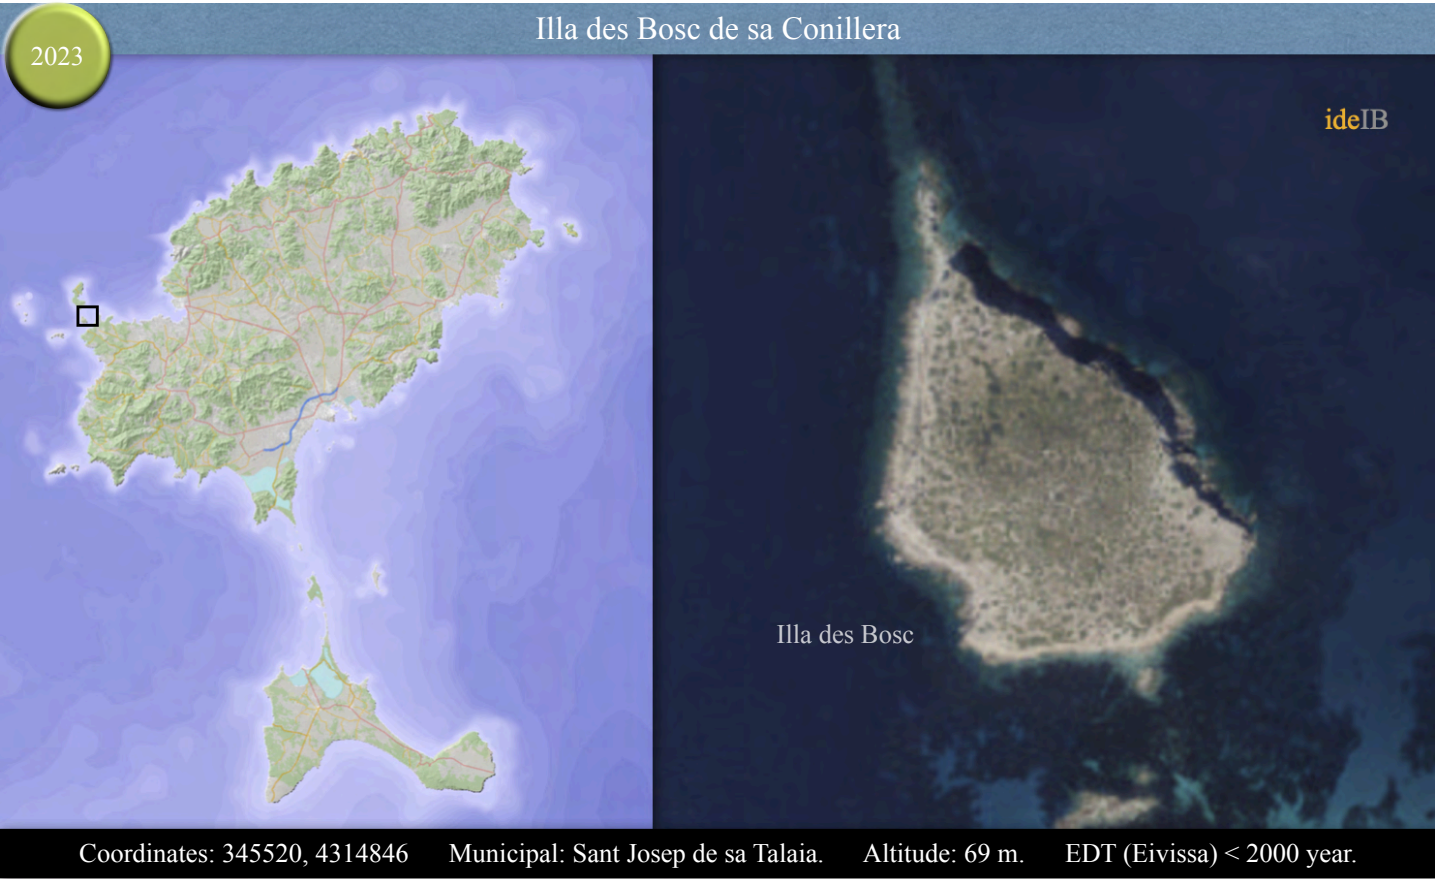 Illa des Bosc de sa Conillera
2023
ideIB
Illa des Bosc
Coordinates: 345520, 4314846 Municipal: Sant Josep de sa Talaia. Altitude: 69 m. EDT (Eivissa) < 2000 year.